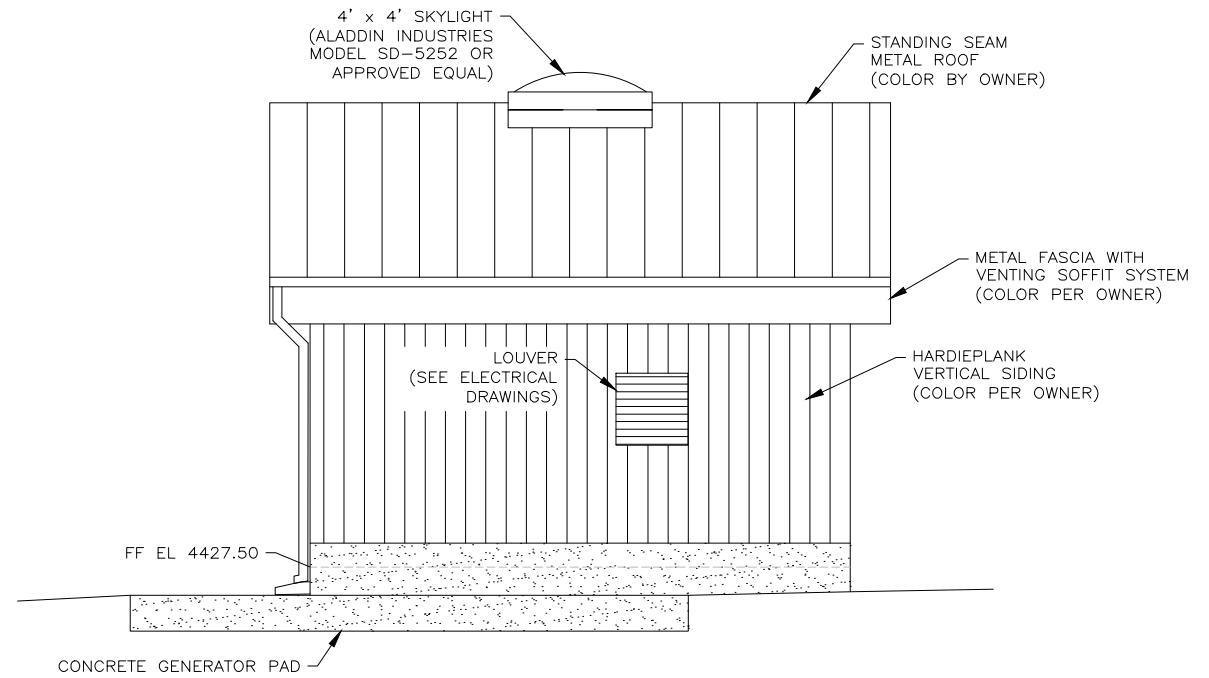 4' x 4' SKYLIGHT
(ALADDIN INDUSTRIES
MODEL SD-5252 OR
APPROVED EQUAL)
STANDING SEAM
METAL ROOF
(COLOR BY OWNER)
METAL FASCIA WITH
VENTING SOFFIT SYSTEM
(COLOR PER OWNER)
LOUVER
(SEE ELECTRICAL
DRAWINGS)
HARDIEPLANK
VERTICAL SIDING
(COLOR PER OWNER)
FF EL 4427.50
CONCRETE GENERATOR PAD